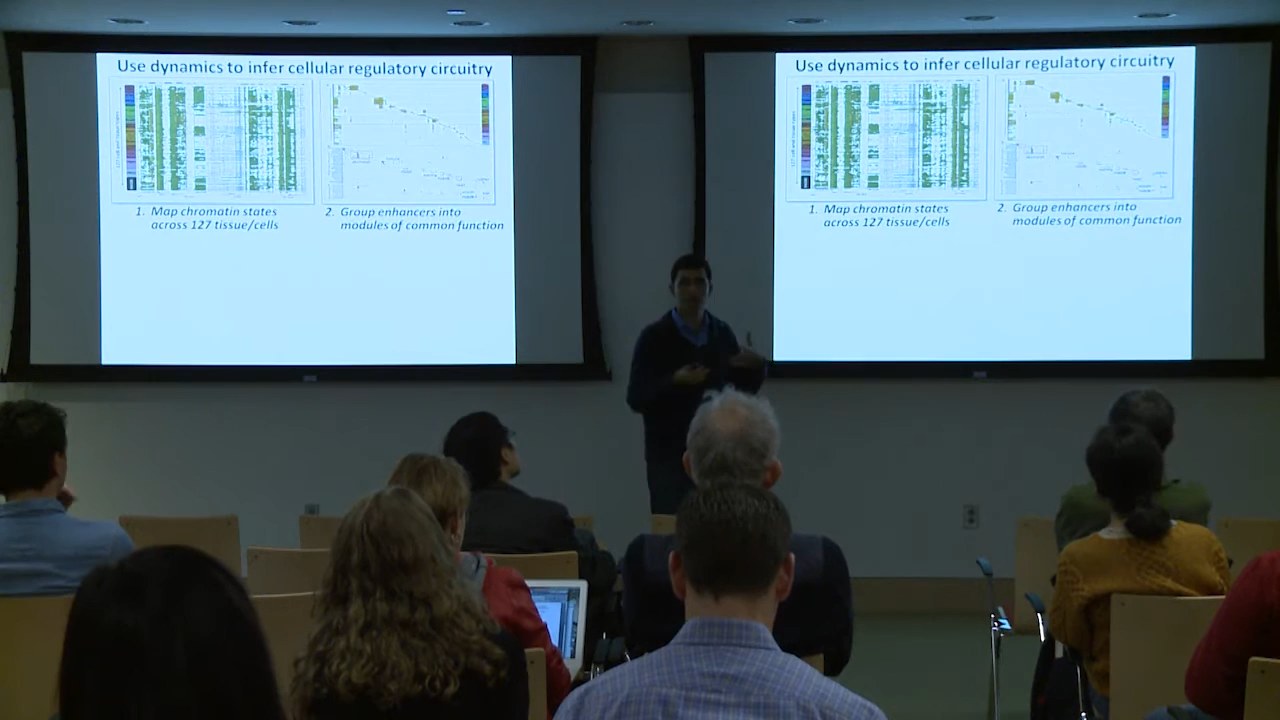 Use dynamics to infer cellular regulatory circuitry
1. Map chromatin states
across 127 tissue/cells
2. Group enhancers into
modules of common function
Use dynamics to infer cellular regulatory circuitry
1. Map chromatin states
across 127 tissue/cells
2. Group enhancers into
modules of common function